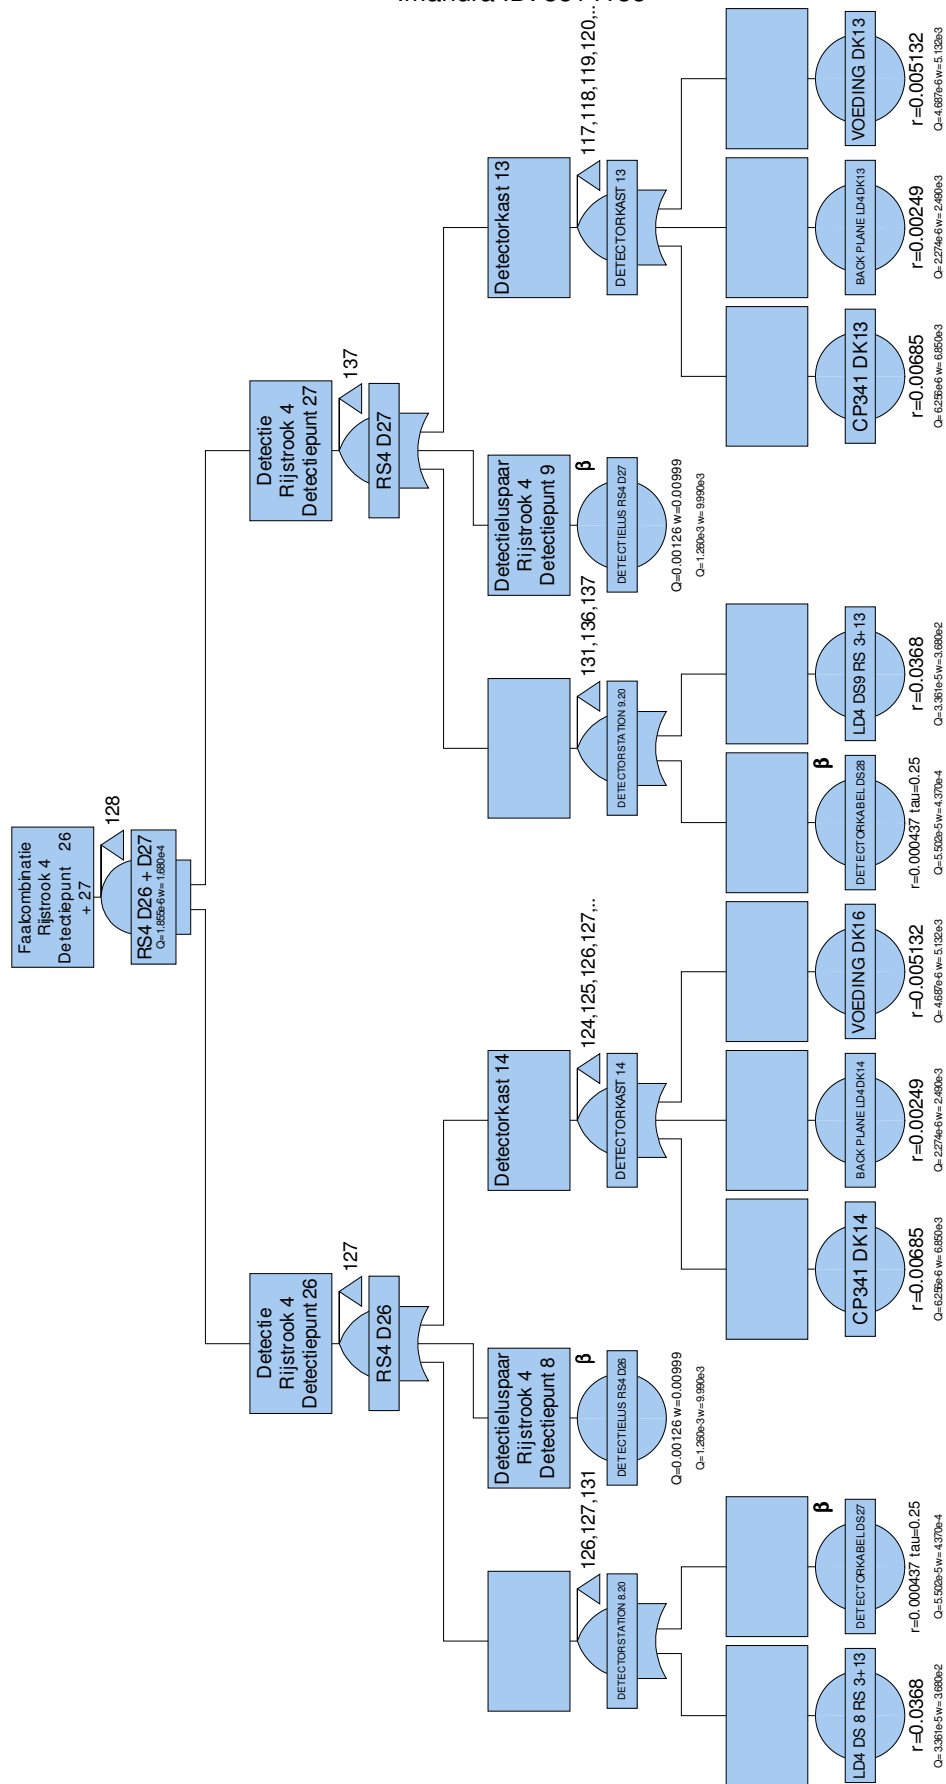 Faalcombinatie
Rijstrook 4
Detectiepunt 26
+ 27
128
RS4 D26 + D27
Q=1.855e-6 w=1.680e-4
Detectie
Rijstrook 4
Detectiepunt 26
127
RS4 D26
Detectie
Rijstrook 4
Detectiepunt 27
137
RS4 D27
126,127,131
DETECTORSTATION 8.20
Detectieluspaar
Rijstrook 4
Detectiepunt 8
β
DETECTIELUS RS4 D26
Q=0.00126 w=0.00999
Q=1.260e-3 w=9.990e-3
Detectorkast 14
124,125,126,127,..
DETECTORKAST 14
131,136,137
DETECTORSTATION 9.20
Detectieluspaar
Rijstrook 4
Detectiepunt 9
β
DETECTIELUS RS4 D27
Q=0.00126 w=0.00999
Q=1.260e-3 w=9.990e-3
Detectorkast 13
117,118,119,120,..
DETECTORKAST 13
LD4 DS 8 RS 3+13
r=0.0368
Q=3.361e-5 w=3.680e-2
β
DETECTORKABEL DS27
r=0.000437 tau=0.25
Q=5.502e-5 w=4.370e-4
CP341 DK14
r=0.00685
Q=6.256e-6 w=6.850e-3
BACK PLANE LD4 DK14
r=0.00249
Q=2.274e-6 w=2.490e-3
VOEDING DK16
r=0.005132
Q=4.687e-6 w=5.132e-3
β
DETECTORKABEL DS28
r=0.000437 tau=0.25
Q=5.502e-5 w=4.370e-4
LD4 DS9 RS 3+13
r=0.0368
Q=3.361e-5 w=3.680e-2
CP341 DK13
r=0.00685
Q=6.256e-6 w=6.850e-3
BACK PLANE LD4 DK13
r=0.00249
Q=2.274e-6 w=2.490e-3
VOEDING DK13
r=0.005132
Q=4.687e-6 w=5.132e-3